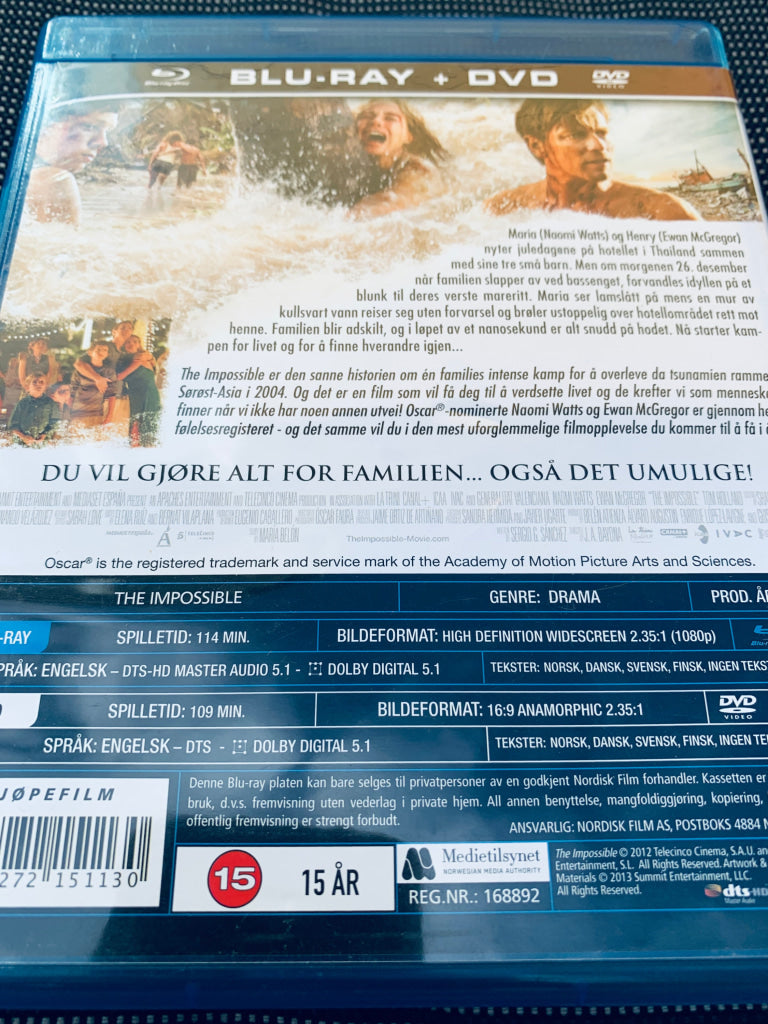 Blu-ray Disc BLU-RAY + DVD DVD VIDEO
Maria (Naomi Watts) og Henry (Ewan McGregor)
nyter juledagene på hotellet i Thailand sammen
med sine tre små barn. Men om morgenen 26. desember
når familien slapper av ved bassenget, forvandles idyllen på et
blunk til deres verste mareritt. Maria ser lamslått på mens en mur av
kullsvart vann reiser seg uten forvarsel og brøler ustoppelig over hotellområdet rett mot
henne. Familien blir adskilt, og i løpet av et nanosekund er alt snudd på hodet. Nå starter kam-
pen for livet og for å finne hverandre igjen...
The Impossible er den sanne historien om én families intense kamp for å overleve da tsunamien ramme
Sørøst-Asia i 2004. Og det er en film som vil få deg til å verdsette livet og de krefter vi som menneske
finner når vi ikke har noen annen utvei! Oscar®-nominerte Naomi Watts og Ewan McGregor er gjennom he
følelsesregisteret - og det samme vil du i den mest uforglemmelige filmopplevelse du kommer til å få i
DU VIL GJØRE ALT FOR FAMILIEN... OGSÅ DET UMULIGE!
TheImpossible-Movie.com
Oscar® is the registered trademark and service mark of the Academy of Motion Picture Arts and Sciences.
THE IMPOSSIBLE GENRE: DRAMA PROD. ÅR
-RAY SPILLETID: 114 MIN. BILDEFORMAT: HIGH DEFINITION WIDESCREEN 2.35:1 (1080p)
PRÅK: ENGELSK – DTS-HD MASTER AUDIO 5.1 - DOLBY DIGITAL 5.1 TEKSTER: NORSK, DANSK, SVENSK, FINSK, INGEN TEKS
SPILLETID: 109 MIN. BILDEFORMAT: 16:9 ANAMORPHIC 2.35:1 DVD VIDEO
SPRÅK: ENGELSK – DTS - DOLBY DIGITAL 5.1 TEKSTER: NORSK, DANSK, SVENSK, FINSK, INGEN TE
JØPEFILM
272 151130
Denne Blu-ray platen kan bare selges til privatpersoner av en godkjent Nordisk Film forhandler. Kassetten er
bruk, d.v.s. fremvisning uten vederlag i private hjem. All annen benyttelse, mangfoldiggjøring, kopiering,
offentlig fremvisning er strengt forbudt.
ANSVARLIG: NORDISK FILM AS, POSTBOKS 4884 N
15 15 ÅR
Medietilsynet
NORWEGIAN MEDIA AUTHORITY
REG.NR.: 168892
The Impossible © 2012 Telecinco Cinema, S.A.U. and
Entertainment, S.L. All Rights Reserved. Artwork &
Materials © 2013 Summit Entertainment, LLC.
All Rights Reserved.
dts-HD
Master Audio